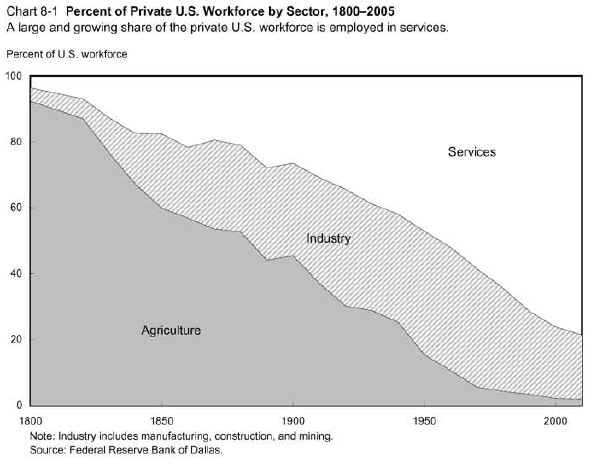 Chart 8-1 Percent of Private U.S. Workforce by Sector, 1800–2005
A large and growing share of the private U.S. workforce is employed in services.
Percent of U.S. workforce
100
80
Services
60
Industry
40
Agriculture
20
0
1800 1850 1900 1950 2000
Note: Industry includes manufacturing, construction, and mining.
Source: Federal Reserve Bank of Dallas.